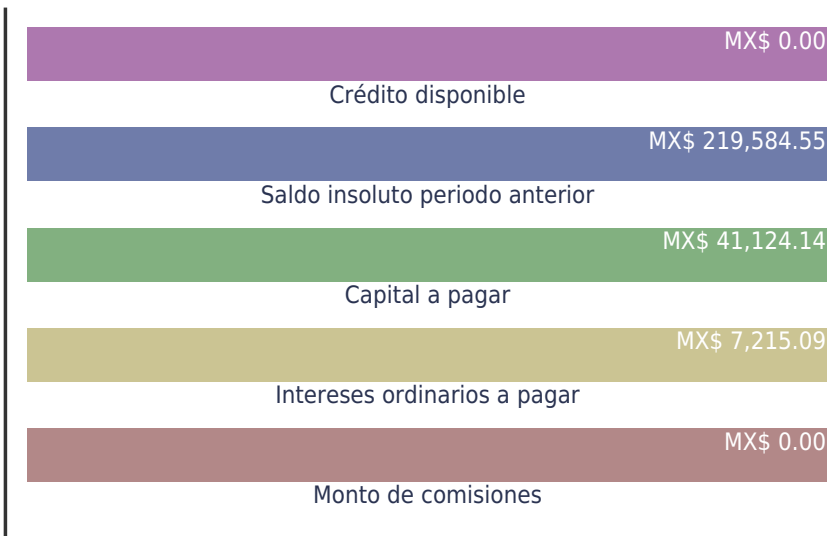 MX$ 0.00
Crédito disponible
MX$ 219,584.55
Saldo insoluto periodo anterior
MX$ 41,124.14
Capital a pagar
MX$ 7,215.09
Intereses ordinarios a pagar
MX$ 0.00
Monto de comisiones